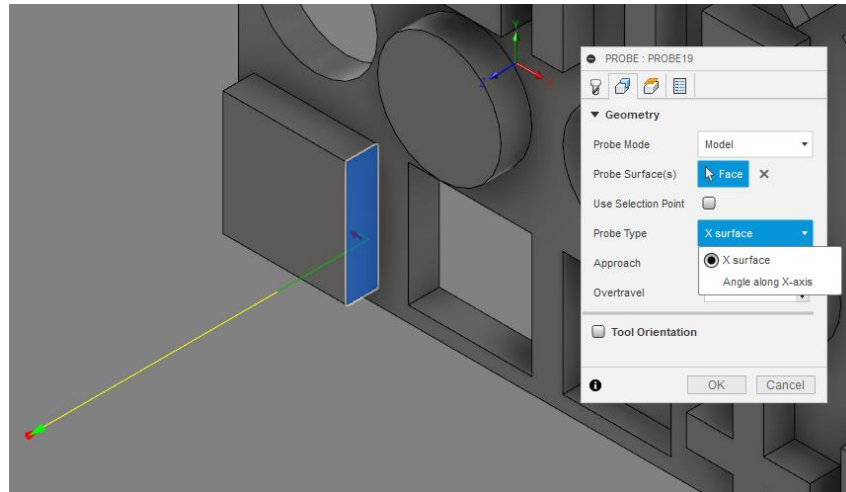 PROBE : PROBE19
Geometry
Probe Mode Model
Probe Surface(s) Face
Use Selection Point
Probe Type X surface
X surface
Approach
Angle along X-axis
Overtravel
Tool Orientation
OK Cancel
Y
Z
X